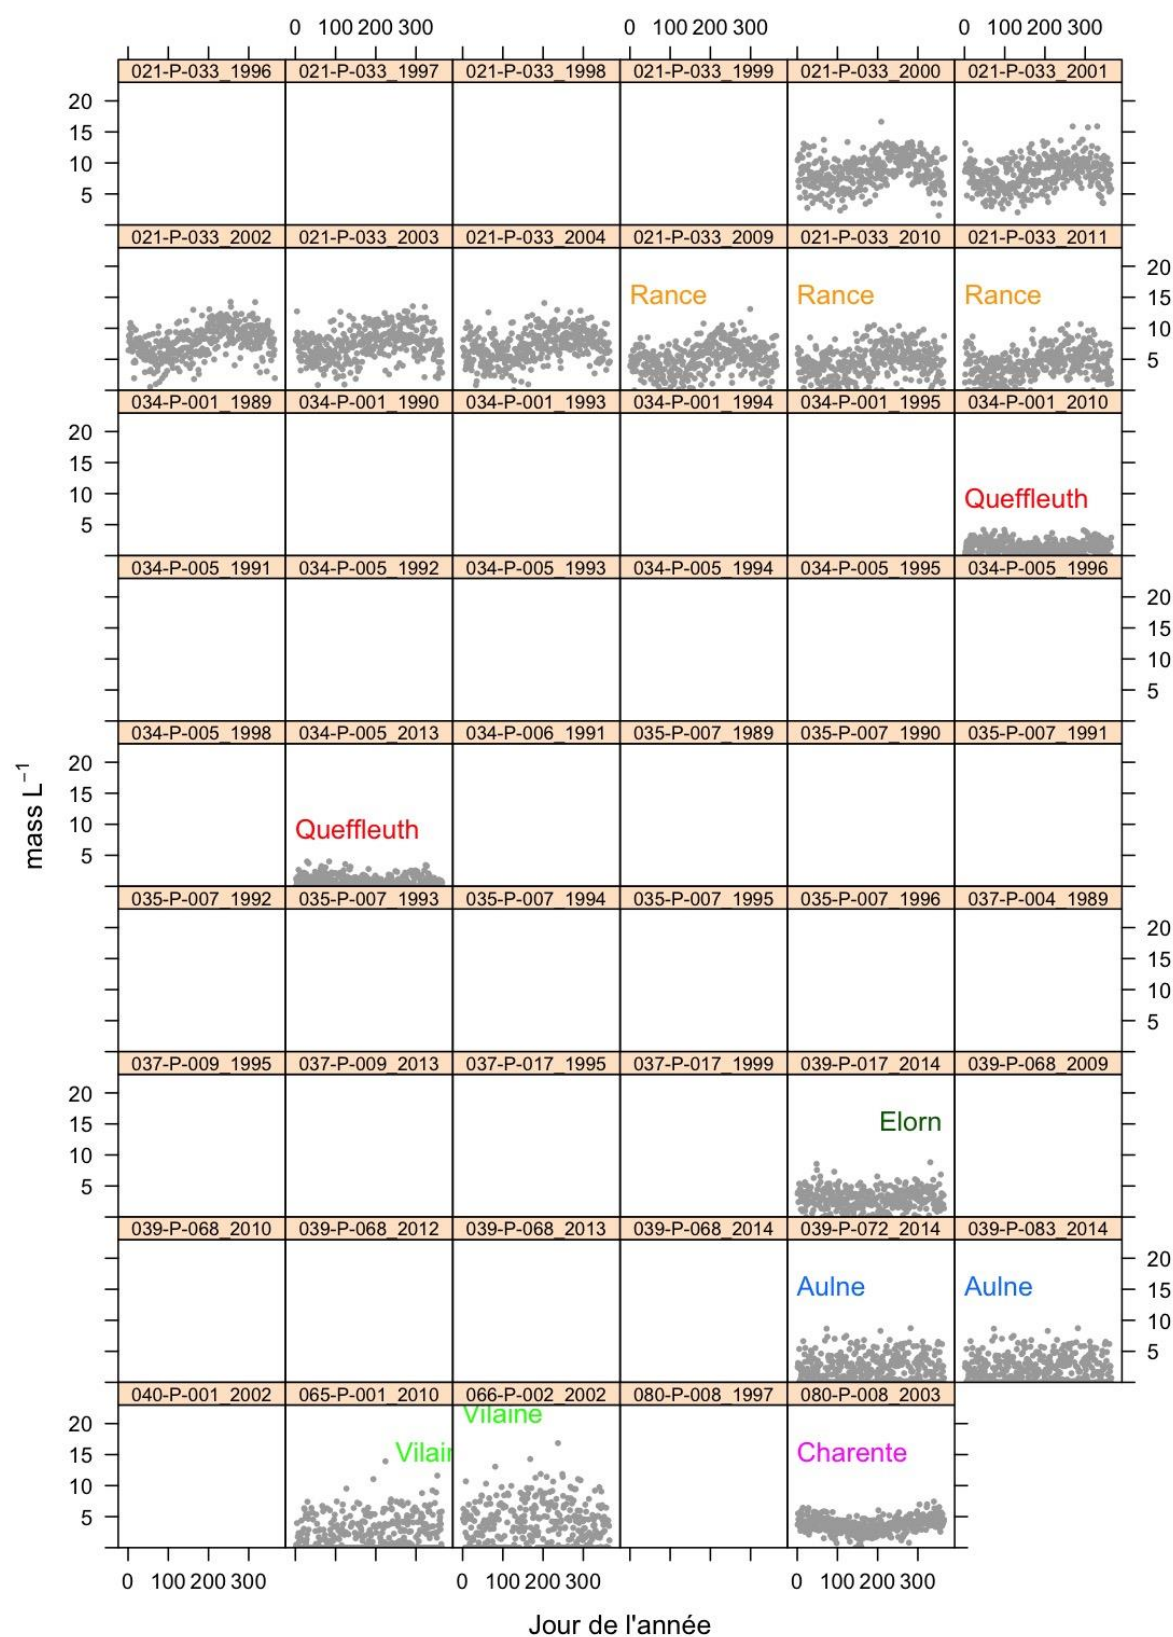 0 100 200 300 0 100 200 300 0 100 200 300
021-P-033_1996 021-P-033_1997 021-P-033_1998 021-P-033_1999 021-P-033_2000 021-P-033_2001
20
15
10
5
021-P-033_2002 021-P-033_2003 021-P-033_2004 021-P-033_2009 021-P-033_2010 021-P-033_2011
20
Rance Rance Rance 15
10
5
034-P-001_1989 034-P-001_1990 034-P-001_1993 034-P-001_1994 034-P-001_1995 034-P-001_2010
20
15
10 Queffleuth
5
034-P-005_1991 034-P-005_1992 034-P-005_1993 034-P-005_1994 034-P-005_1995 034-P-005_1996
20
15
10
5
034-P-005_1998 034-P-005_2013 034-P-006_1991 035-P-007_1989 035-P-007_1990 035-P-007_1991
20
15
10 Queffleuth
5
mass L−1
035-P-007_1992 035-P-007_1993 035-P-007_1994 035-P-007_1995 035-P-007_1996 037-P-004_1989
20
15
10
5
037-P-009_1995 037-P-009_2013 037-P-017_1995 037-P-017_1999 039-P-017_2014 039-P-068_2009
20
15 Elorn
10
5
039-P-068_2010 039-P-068_2012 039-P-068_2013 039-P-068_2014 039-P-072_2014 039-P-083_2014
20
Aulne Aulne 15
10
5
040-P-001_2002 065-P-001_2010 066-P-002_2002 080-P-008_1997 080-P-008_2003
20 Vilaine
15 Vilair Charente
10
5
0 100 200 300 0 100 200 300 0 100 200 300
Jour de l'année